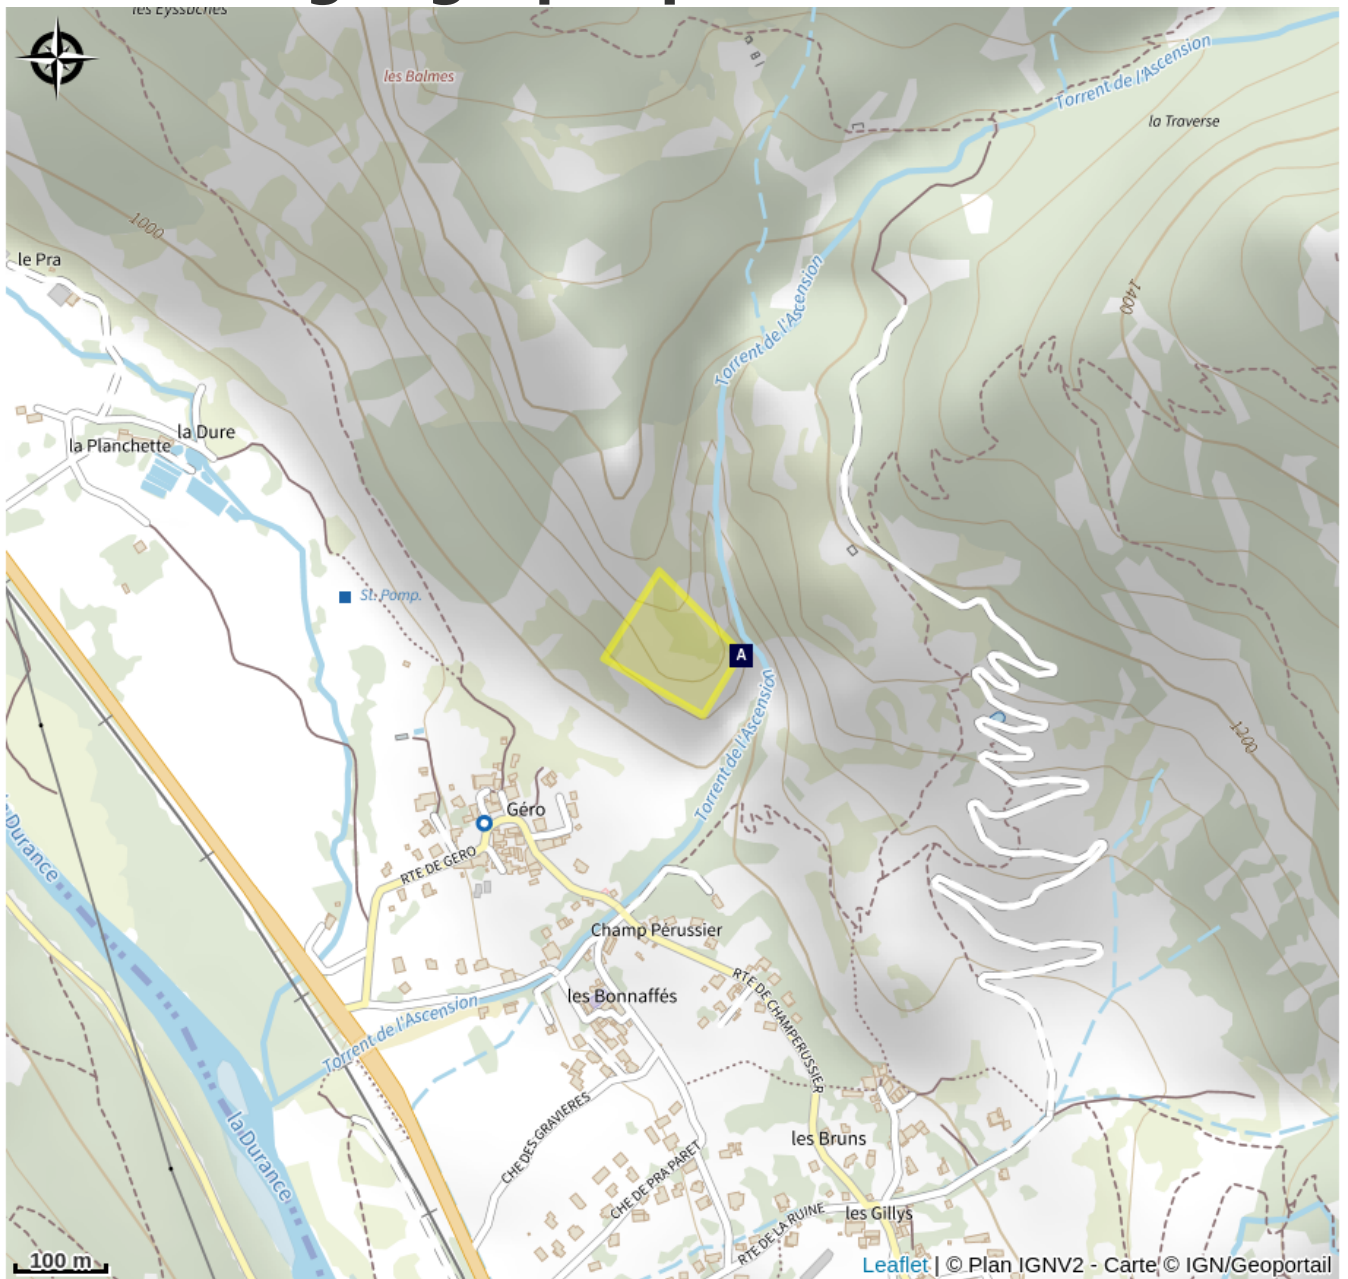 les Eyssuches
les Balmes
Torrent de l'Ascension
la Traverse
1000
le Pra
Torrent de l'Ascension
1400
la Dure
la Planchette
St. Pomp.
A
Torrent de l'Ascension
1200
Géro
la Durance
RTE DE GERO
Champ Pérussier
RTE DE CHAMPERUSSIER
les Bonnaffés
Torrent de l'Ascension
la Durance
CHE DES GRAVIERES
les Bruns
CHE DE PRA PARET
les Gillys
RTE DE LA RUINE
100 m
Leaflet | © Plan IGNV2 - Carte © IGN/Geoportail